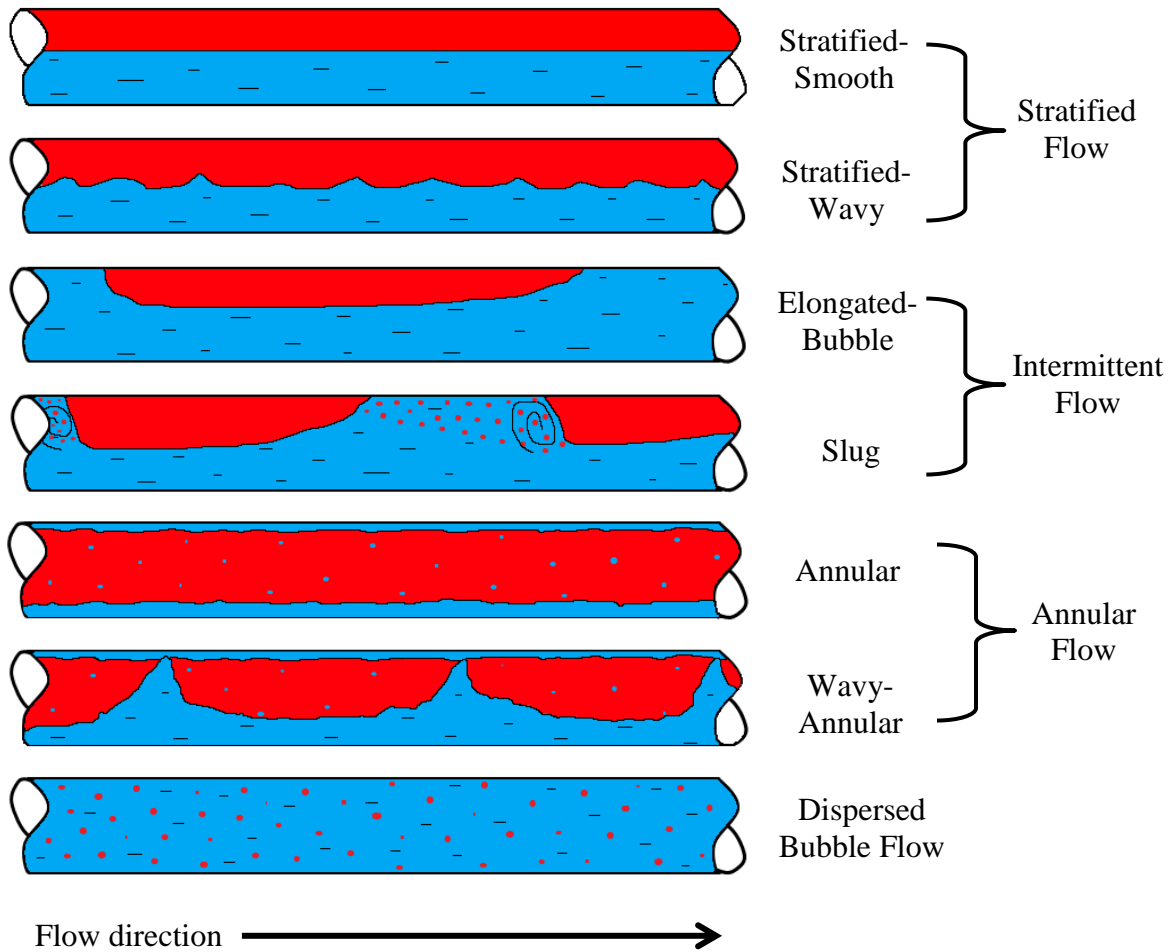 Stratified-
Smooth
Stratified
Flow
Stratified-
Wavy
Elongated-
Bubble
Intermittent
Flow
Slug
Annular
Annular
Flow
Wavy-
Annular
Dispersed
Bubble Flow
Flow direction